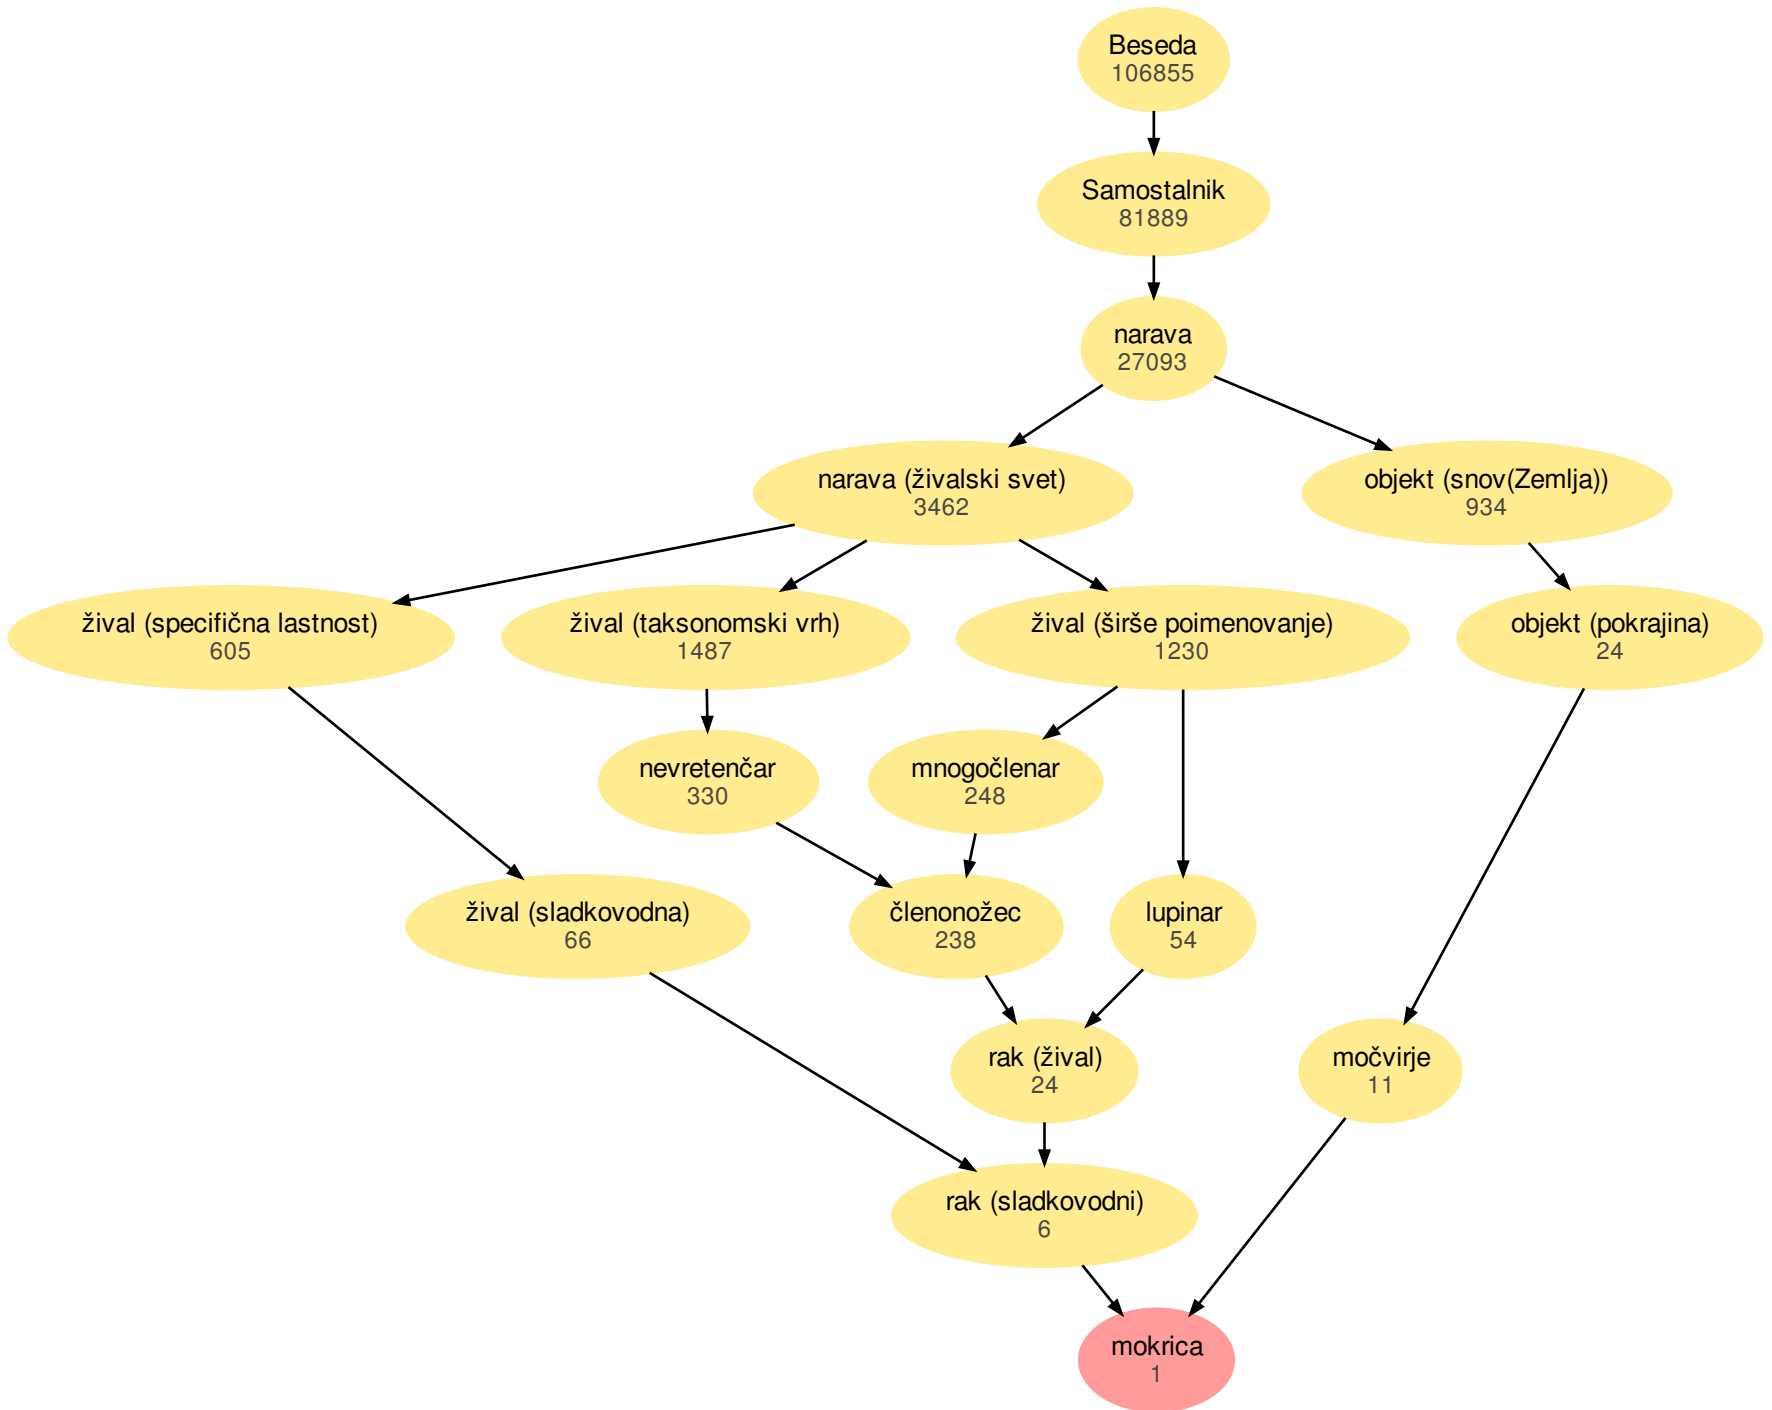 Beseda
106855
Samostalnik
81889
narava
27093
narava (živalski svet)
3462
objekt (snov(Zemlja))
934
žival (specifična lastnost)
605
žival (taksonomski vrh)
1487
žival (širše poimenovanje)
1230
objekt (pokrajina)
24
nevretenčar
330
mnogočlenar
248
žival (sladkovodna)
66
členonožec
238
lupinar
54
rak (žival)
24
močvirje
11
rak (sladkovodni)
6
mokrica
1